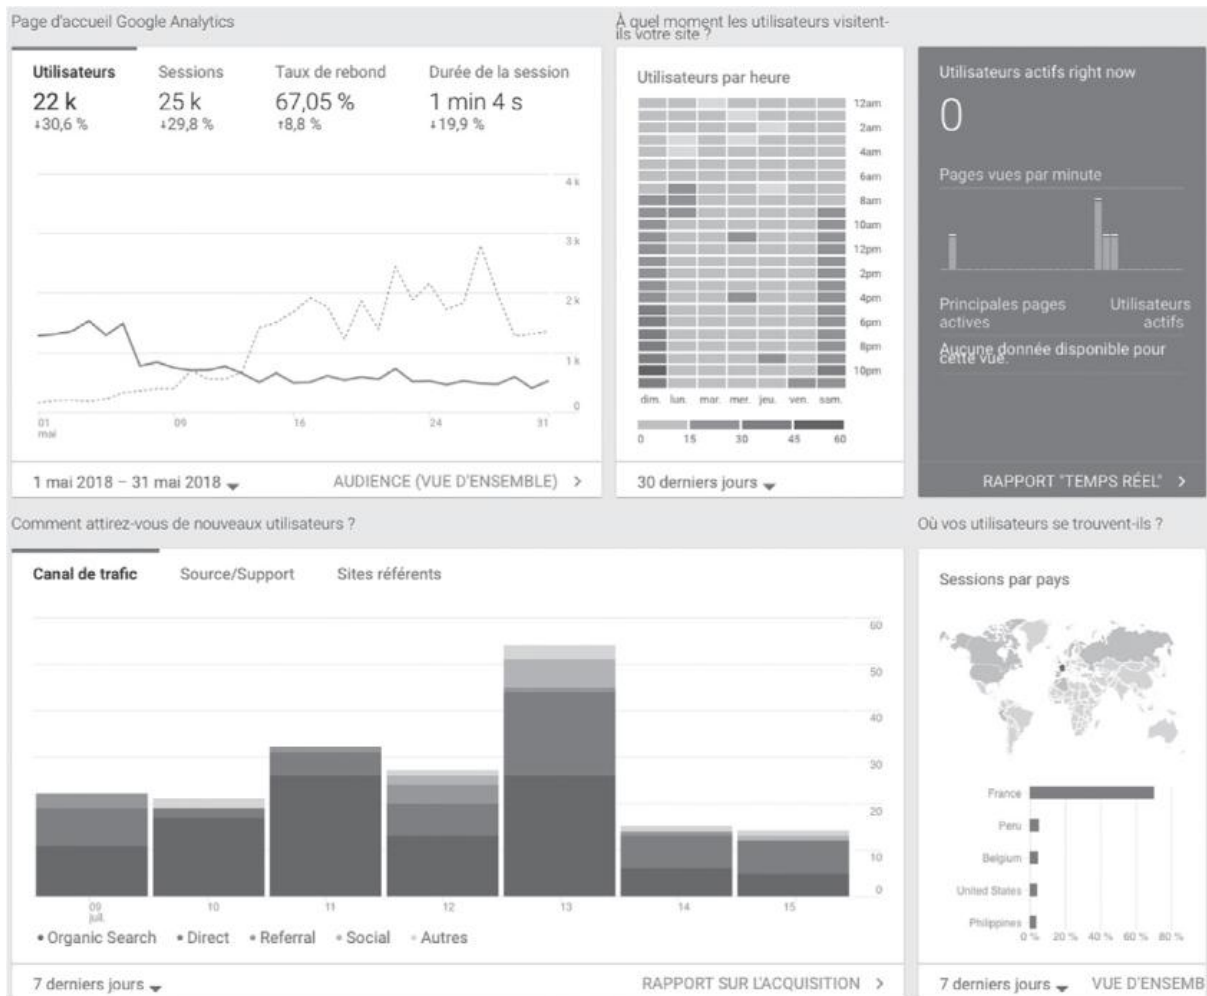 Page d'accueil Google Analytics
Utilisateurs
22 k
↓30,6 %
Sessions
25 k
↓29,8 %
Taux de rebond
67,05 %
↑8,8 %
Durée de la session
1 min 4 s
↓19,9 %
4 k
3 k
2 k
1 k
0
01
mai
09
16
24
31
1 mai 2018 – 31 mai 2018
AUDIENCE (VUE D'ENSEMBLE) >
À quel moment les utilisateurs visitent-
ils votre site ?
Utilisateurs par heure
12am
2am
4am
6am
8am
10am
12pm
2pm
4pm
6pm
8pm
10pm
dim. lun. mar. mer. jeu. ven. sam.
0 15 30 45 60
30 derniers jours
Utilisateurs actifs right now
0
Pages vues par minute
Principales pages
actives
Utilisateurs
actifs
Aucune donnée disponible pour
cette vue.
RAPPORT "TEMPS RÉEL" >
Comment attirez-vous de nouveaux utilisateurs ?
Canal de trafic Source/Support Sites référents
60
50
40
30
20
10
0
09
juil.
10
11
12
13
14
15
• Organic Search • Direct • Referral • Social • Autres
7 derniers jours
RAPPORT SUR L'ACQUISITION >
Où vos utilisateurs se trouvent-ils ?
Sessions par pays
France
Peru
Belgium
United States
Philippines
0 % 20 % 40 % 60 % 80 %
7 derniers jours
VUE D'ENSEMB